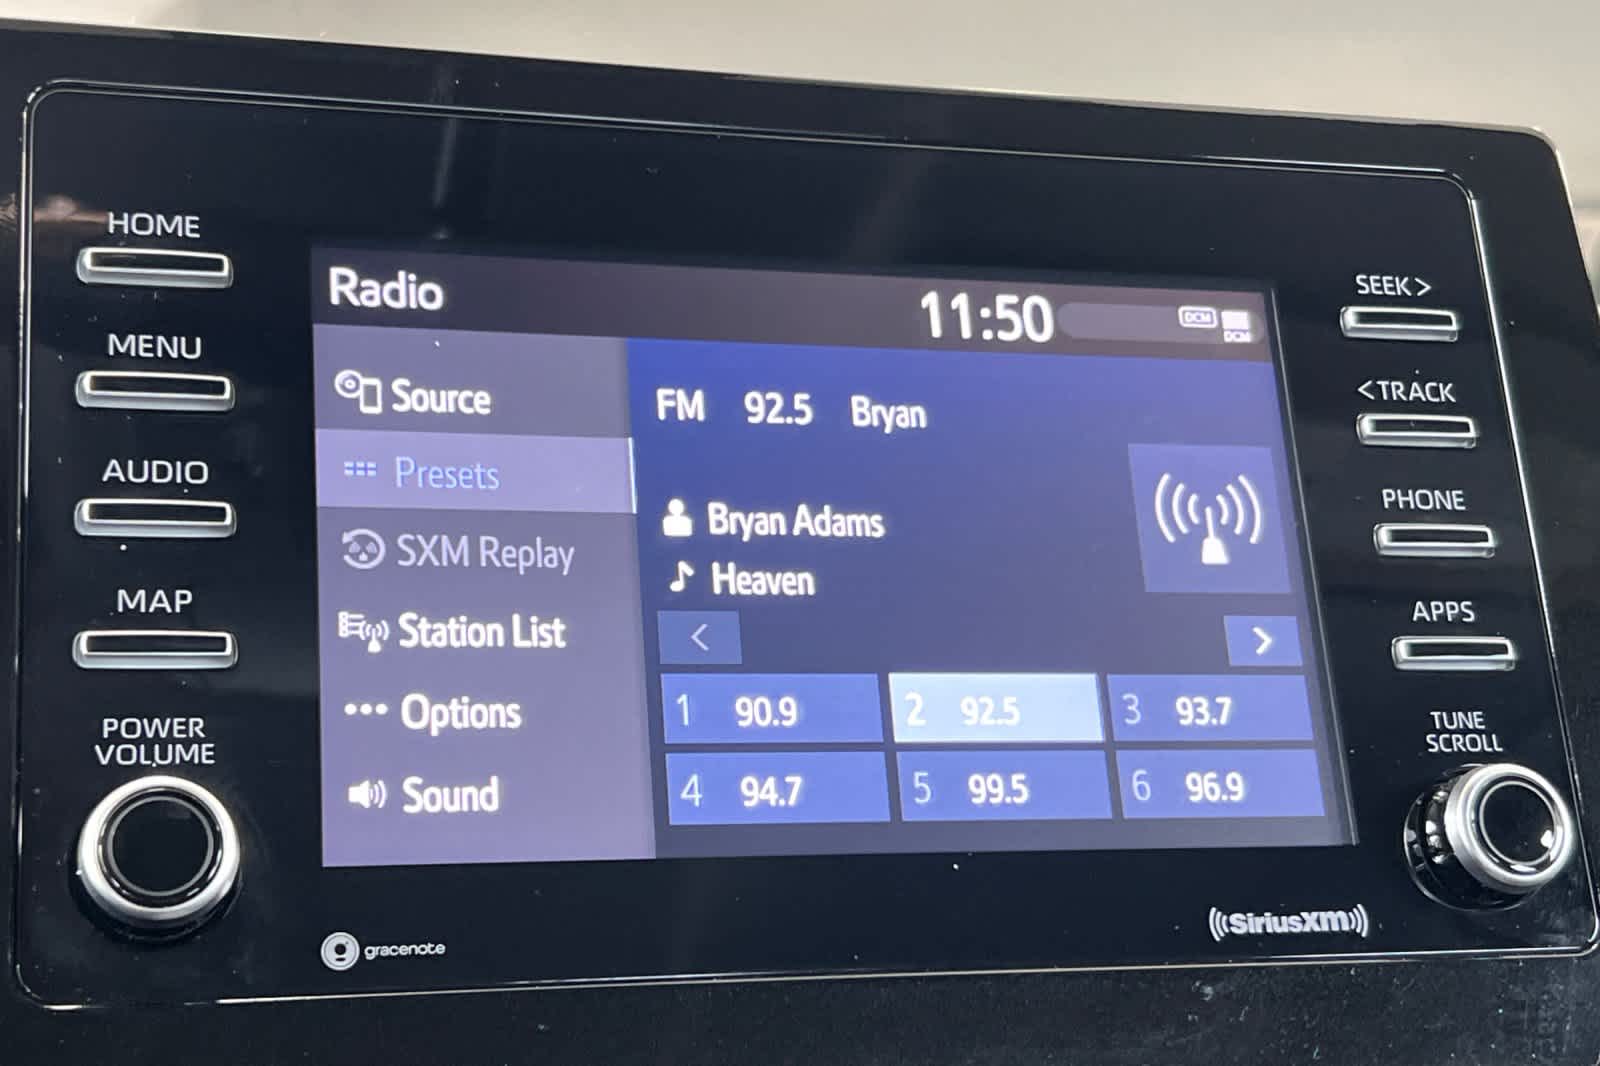 HOME
MENU
AUDIO
MAP
POWER
VOLUME
Radio
11:50
DCM
DCM
Source
Presets
SXM Replay
Station List
Options
Sound
FM 92.5 Bryan
Bryan Adams
Heaven
<
>
1 90.9
2 92.5
3 93.7
4 94.7
5 99.5
6 96.9
SEEK >
< TRACK
PHONE
APPS
TUNE
SCROLL
gracenote
((SiriusXM))